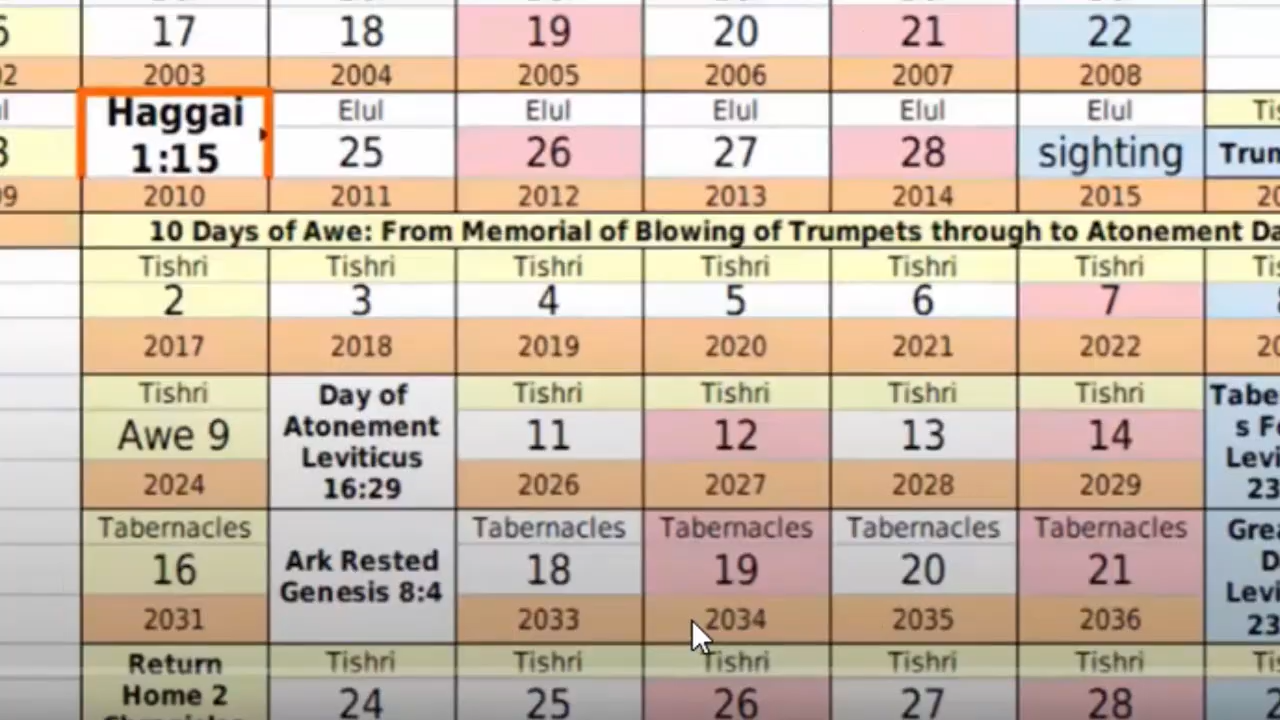 17 18 19 20 21 22
2003 2004 2005 2006 2007 2008
Haggai 1:15 Elul Elul Elul Elul Elul
25 26 27 28 sighting
2010 2011 2012 2013 2014 2015
10 Days of Awe: From Memorial of Blowing of Trumpets through to Atonement
Tishri Tishri Tishri Tishri Tishri Tishri
2 3 4 5 6 7
2017 2018 2019 2020 2021 2022
Tishri Day of Atonement Leviticus 16:29 Tishri Tishri Tishri Tishri
Awe 9 11 12 13 14
2024 2026 2027 2028 2029
Tabernacles Ark Rested Genesis 8:4 Tabernacles Tabernacles Tabernacles Tabernacles
16 18 19 20 21
2031 2033 2034 2035 2036
Return Home 2 Tishri Tishri Tishri Tishri Tishri
24 25 26 27 28